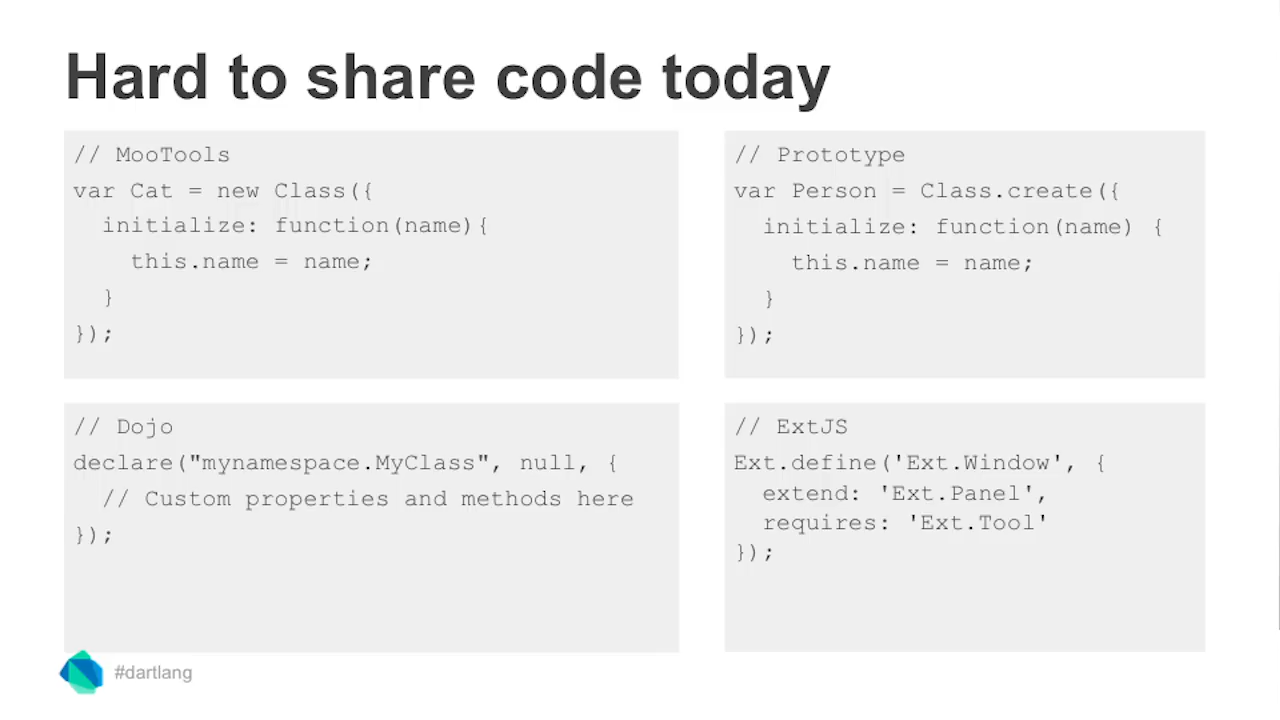 Hard to share code today
// MooTools
var Cat = new Class({
  initialize: function(name){
    this.name = name;
  }
});
// Prototype
var Person = Class.create({
  initialize: function(name) {
    this.name = name;
  }
});
// Dojo
declare("mynamespace.MyClass", null, {
  // Custom properties and methods here
});
// ExtJS
Ext.define('Ext.Window', {
  extend: 'Ext.Panel',
  requires: 'Ext.Tool'
});
#dartlang